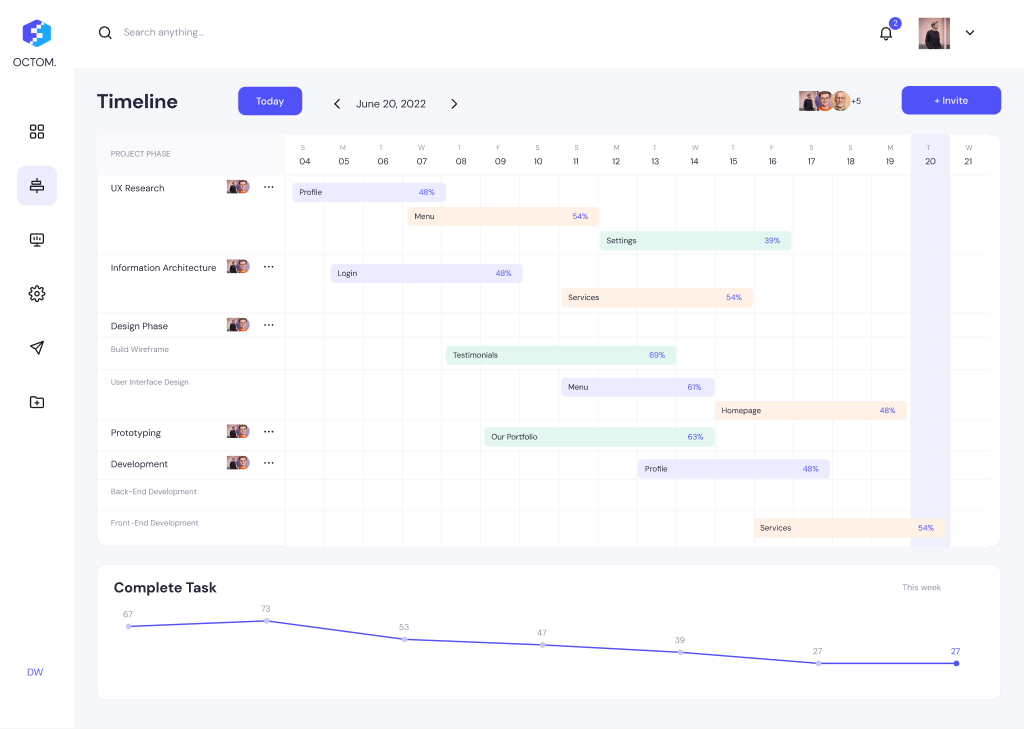 2
Search anything...
OCTOM.
Timeline
Today
June 20, 2022
+5
+ Invite
PROJECT PHASE
S M T W T F S S M T W T F S S M T W
04 05 06 07 08 09 10 11 12 13 14 15 16 17 18 19 20 21
UX Research
Profile 48%
Menu 54%
Settings 39%
Information Architecture
Login 48%
Services 54%
Design Phase
Build Wireframe
Testimonials 69%
User Interface Design
Menu 61%
Homepage 48%
Prototyping
Our Portfolio 63%
Development
Profile 48%
Back-End Development
Front-End Development
Services 54%
Complete Task
This week
67 73 53 47 39 27 27
DW